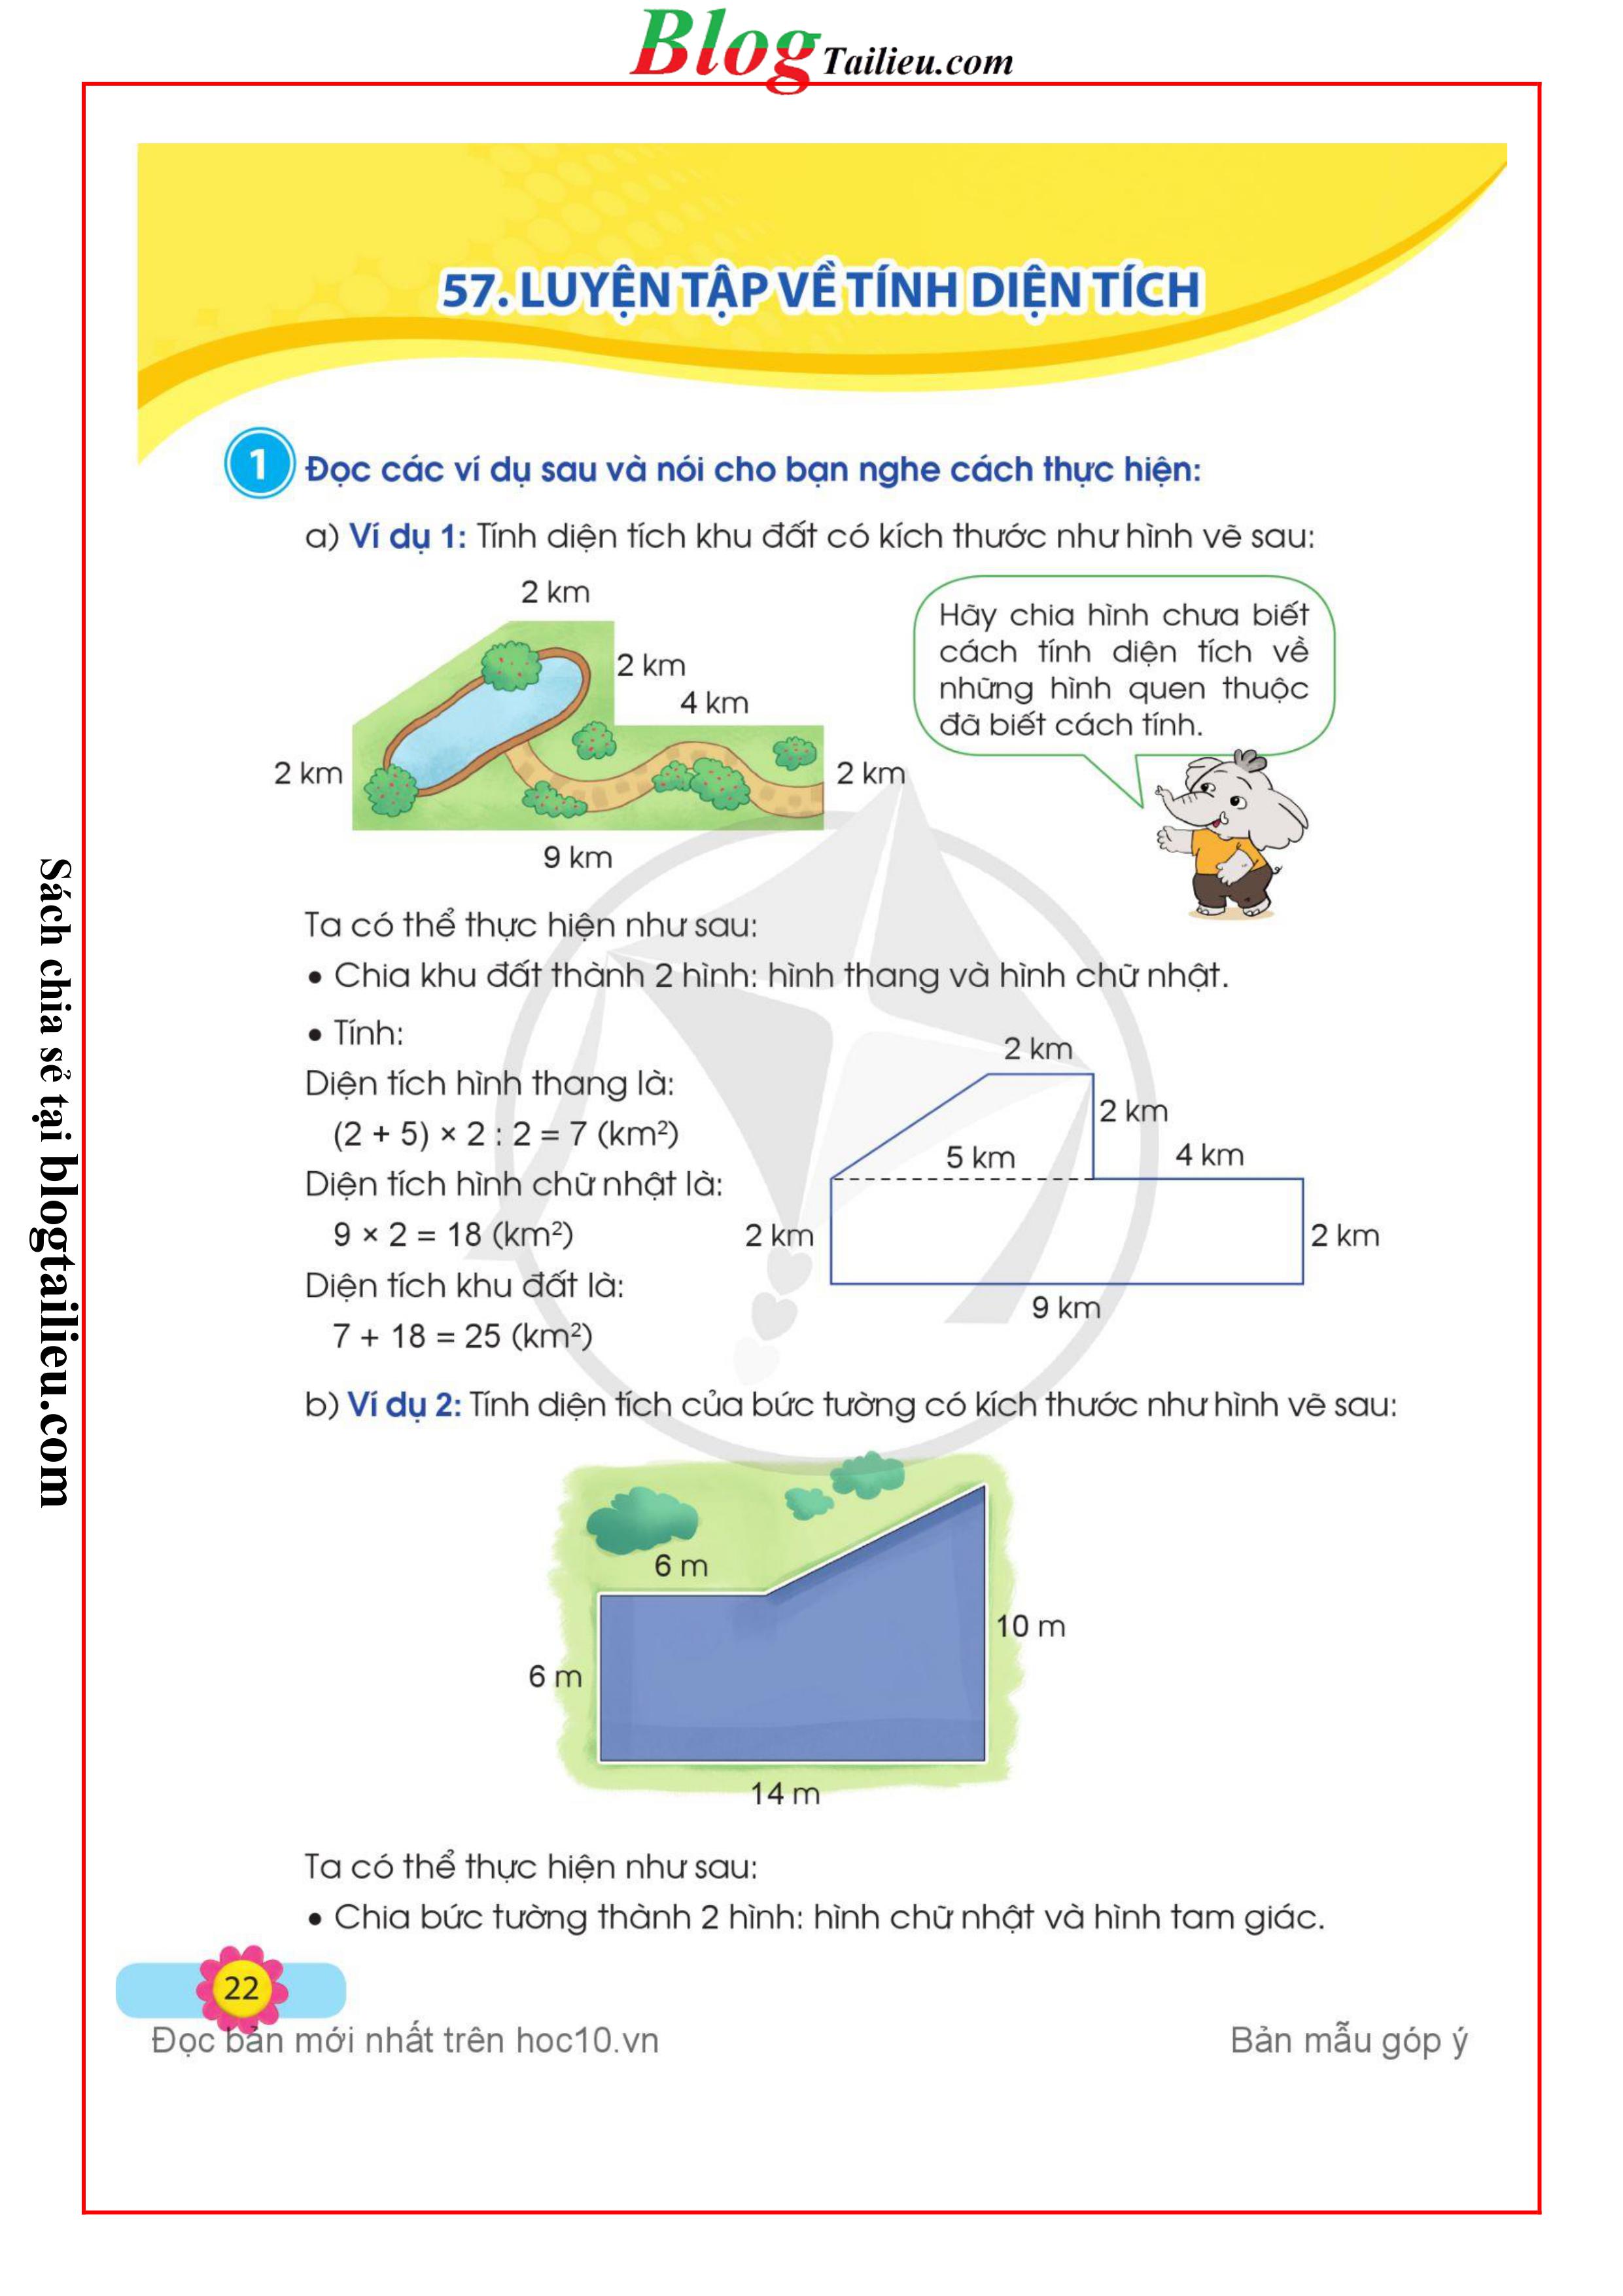 Blog Tailieu.com
57. LUYỆN TẬP VỀ TÍNH DIỆN TÍCH
1 Đọc các ví dụ sau và nói cho bạn nghe cách thực hiện:
a) Ví dụ 1: Tính diện tích khu đất có kích thước như hình vẽ sau:
2 km
2 km
4 km
2 km
2 km
9 km
Hãy chia hình chưa biết
cách tính diện tích về
những hình quen thuộc
đã biết cách tính.
Ta có thể thực hiện như sau:
• Chia khu đất thành 2 hình: hình thang và hình chữ nhật.
• Tính:
Diện tích hình thang là:
(2 + 5) × 2 : 2 = 7 (km²)
Diện tích hình chữ nhật là:
9 × 2 = 18 (km²)
Diện tích khu đất là:
7 + 18 = 25 (km²)
2 km
2 km
5 km
4 km
2 km
2 km
9 km
b) Ví dụ 2: Tính diện tích của bức tường có kích thước như hình vẽ sau:
6 m
10 m
6 m
14 m
Ta có thể thực hiện như sau:
• Chia bức tường thành 2 hình: hình chữ nhật và hình tam giác.
22
Đọc bản mới nhất trên hoc10.vn
Bản mẫu góp ý
Sách chia sẻ tại blogtailieu.com